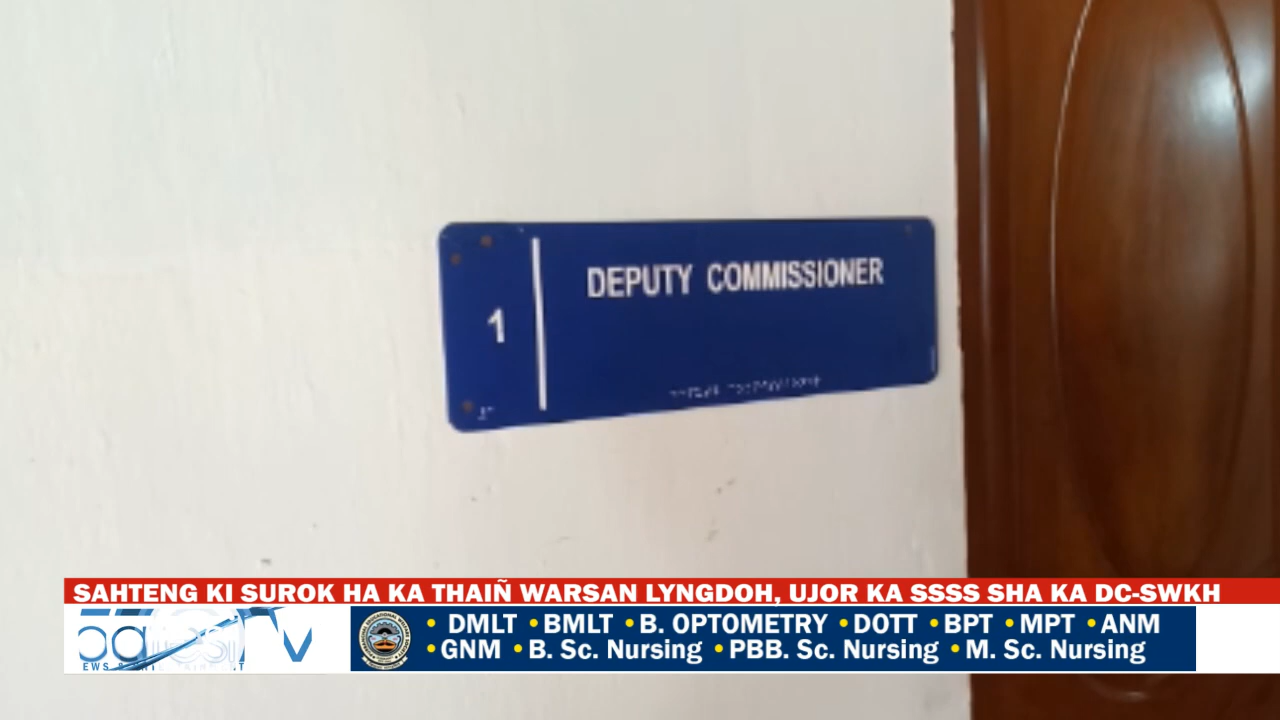 DEPUTY COMMISSIONER
1
SAHTENG KI SUROK HA KA THAIÑ WARSAN LYNGDOH, UJOR KA SSSS SHA KA DC-SWKH
• DMLT • BMLT • B. OPTOMETRY • DOTT • BPT • MPT • ANM
• GNM • B. Sc. Nursing • PBB. Sc. Nursing • M. Sc. Nursing